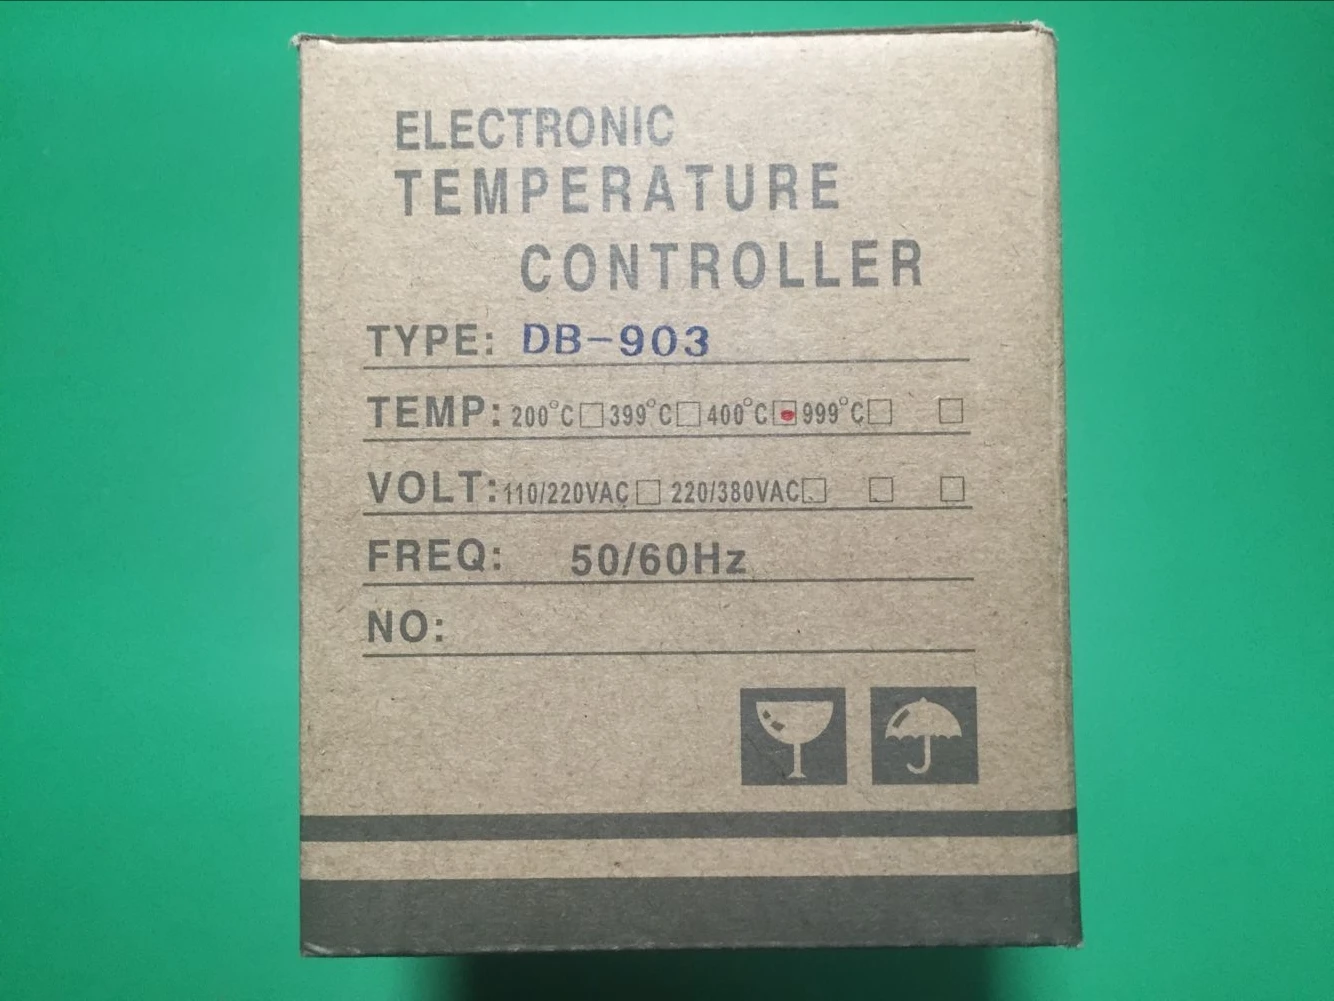 ELECTRONIC
TEMPERATURE
CONTROLLER
TYPE: DB-903
TEMP: 200°C 399°C 400°C 999°C
VOLT: 110/220VAC 220/380VAC
FREQ: 50/60Hz
NO: